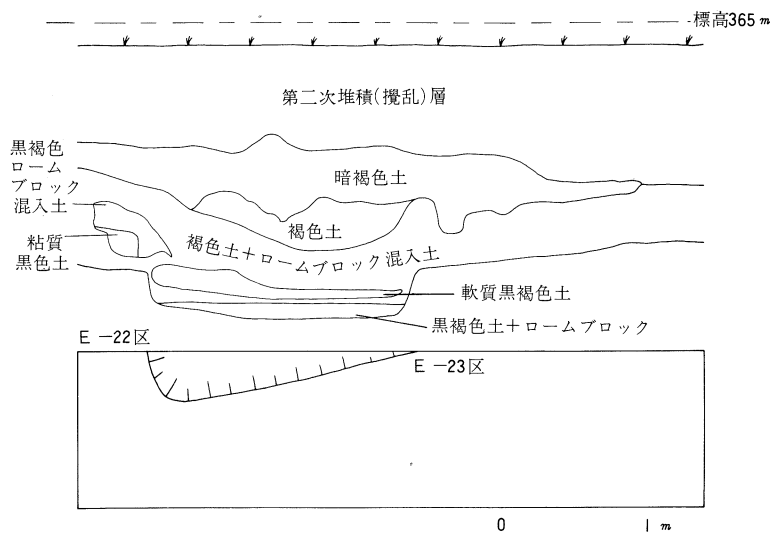 標高365m
第二次堆積(攪乱)層
黒褐色
ローム
ブロック
混入土
暗褐色土
粘質
黒色土
褐色土
褐色土+ロームブロック混入土
軟質黒褐色土
黒褐色土+ロームブロック
E-22区
E-23区
0 1m